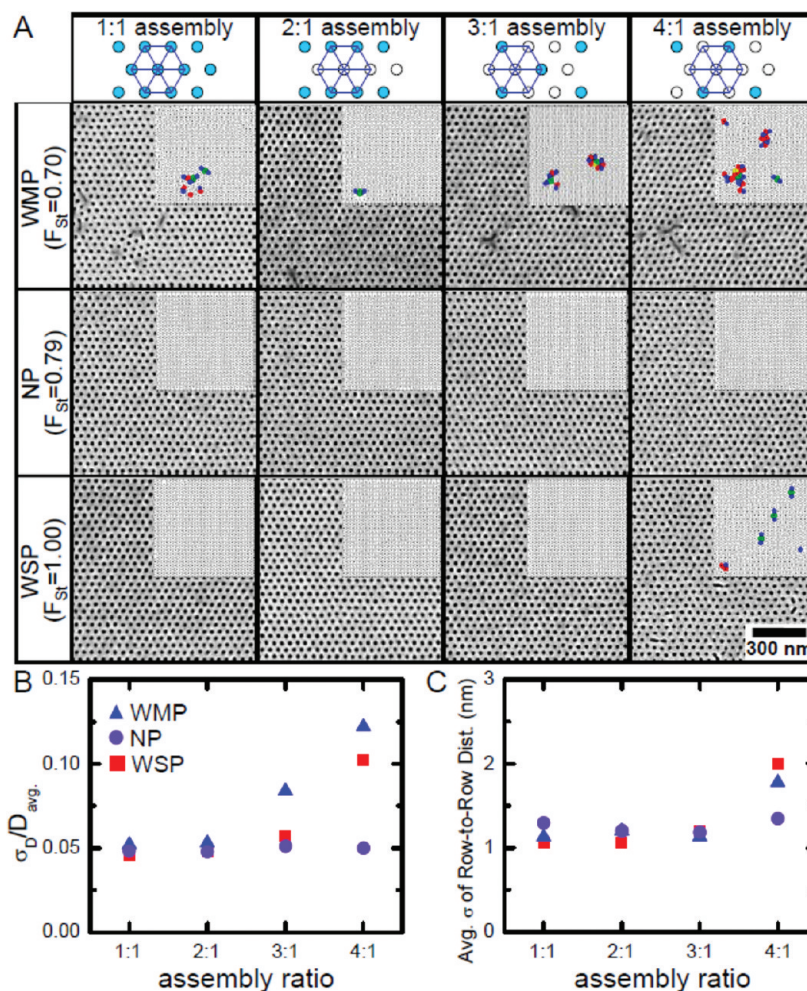 A
1:1 assembly
2:1 assembly
3:1 assembly
4:1 assembly
WMP
(F_St=0.70)
NP
(F_St=0.79)
WSP
(F_St=1.00)
300 nm
B
0.15
0.10
0.05
0.00
σ_D/D_avg.
WMP
NP
WSP
1:1
2:1
3:1
4:1
assembly ratio
C
3
2
1
0
Avg. σ of Row-to-Row Dist. (nm)
1:1
2:1
3:1
4:1
assembly ratio